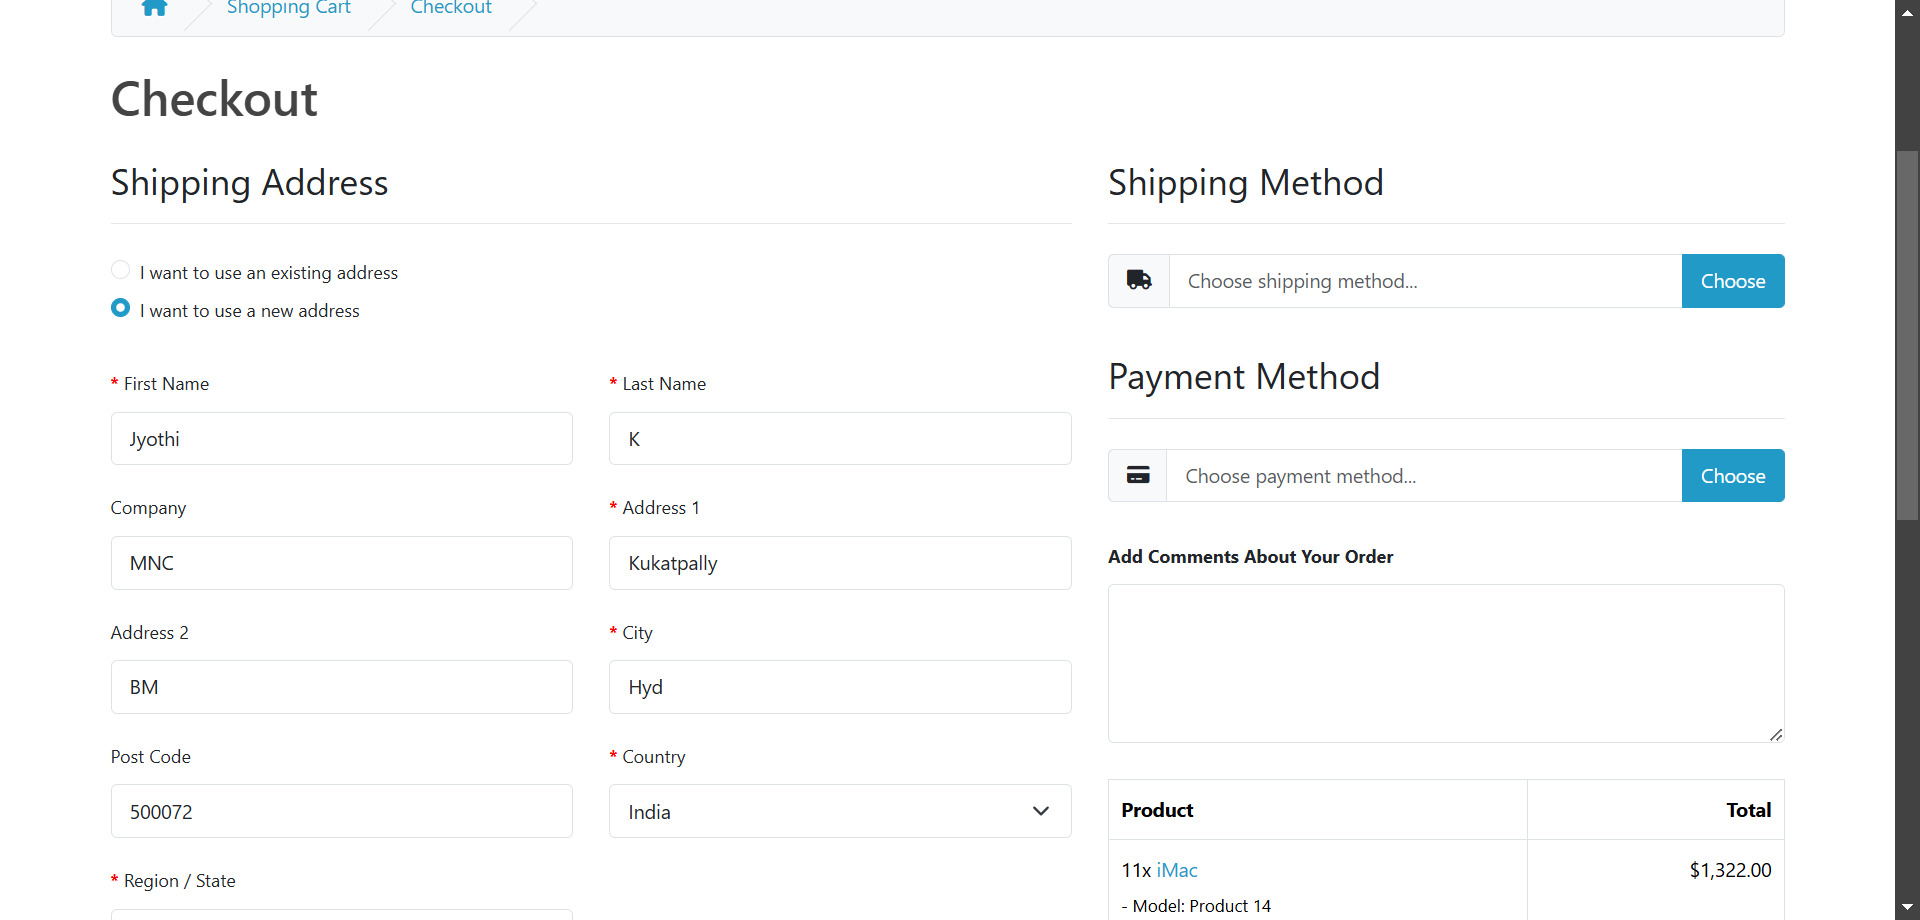 Shopping Cart
Checkout
Checkout
Shipping Address
I want to use an existing address
I want to use a new address
* First Name
* Last Name
Jyothi
K
Company
* Address 1
MNC
Kukatpally
Address 2
* City
BM
Hyd
Post Code
* Country
500072
India
* Region / State
Shipping Method
Choose shipping method...
Choose
Payment Method
Choose payment method...
Choose
Add Comments About Your Order
Product
Total
11x iMac
$1,322.00
- Model: Product 14